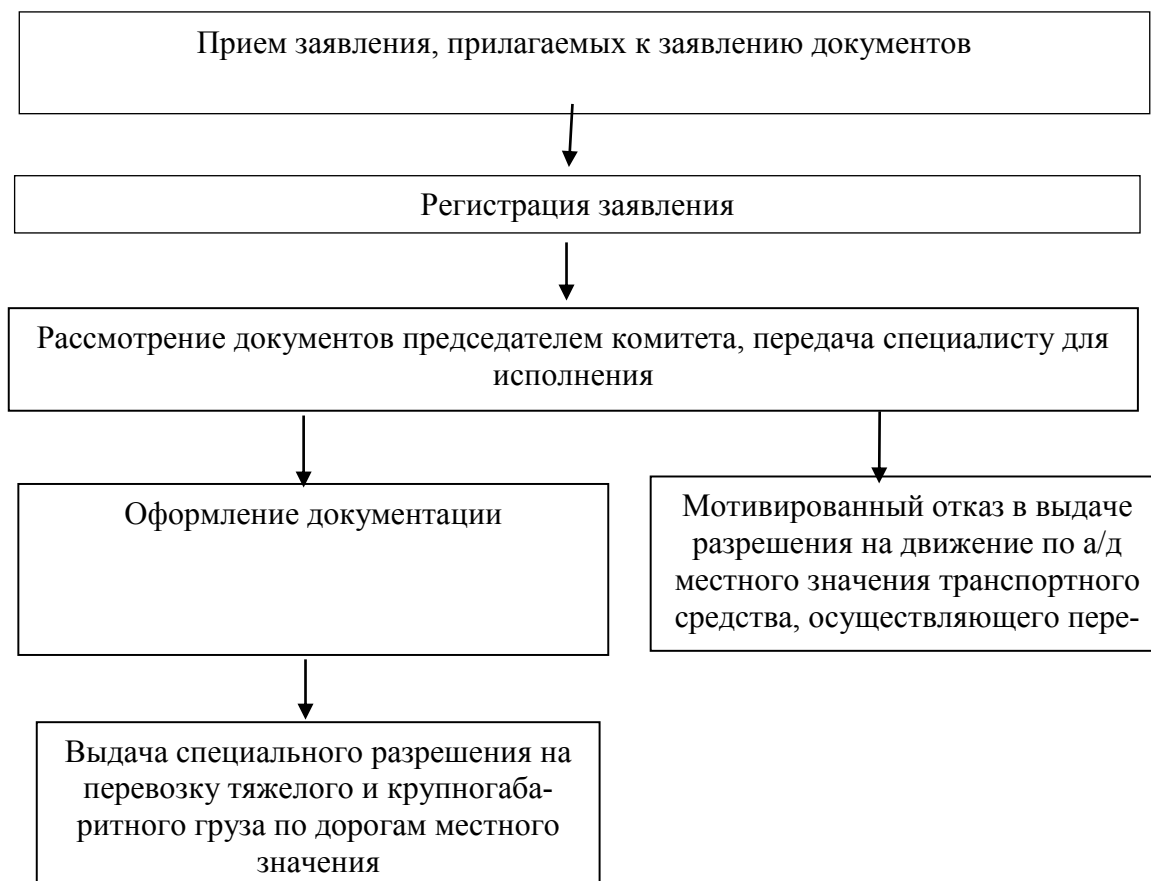 Прием заявления, прилагаемых к заявлению документов
Регистрация заявления
Рассмотрение документов председателем комитета, передача специалисту для
исполнения
Оформление документации
Мотивированный отказ в выдаче
разрешения на движение по а/д
местного значения транспортного
средства, осуществляющего пере-
Выдача специального разрешения на
перевозку тяжелого и крупногаба-
ритного груза по дорогам местного
значения